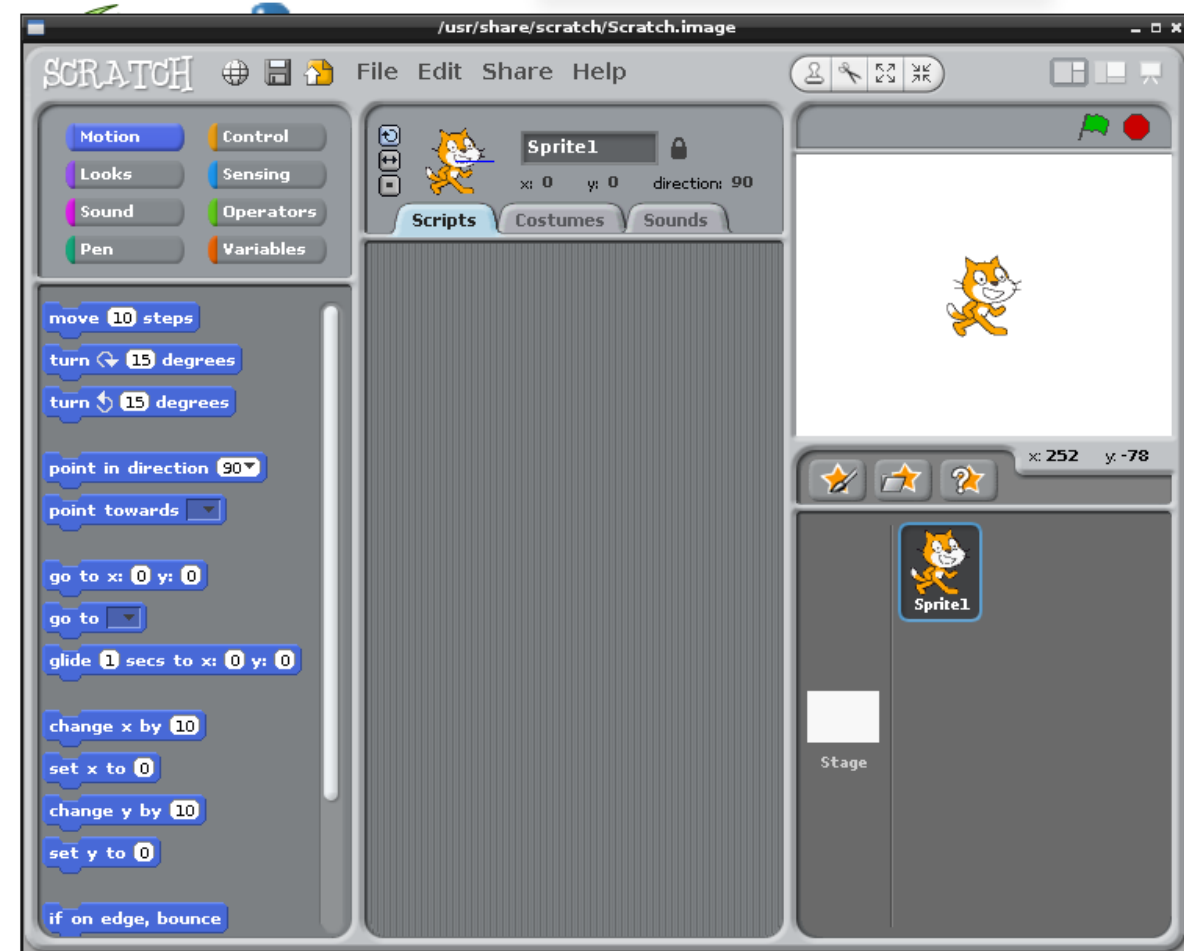 /usr/share/scratch/Scratch.image
SCRATCH File Edit Share Help
Motion Control
Looks Sensing
Sound Operators
Pen Variables
Sprite1
x: 0 y: 0 direction: 90
Scripts Costumes Sounds
move 10 steps
turn 15 degrees
turn 15 degrees
point in direction 90
point towards
go to x: 0 y: 0
go to
glide 1 secs to x: 0 y: 0
change x by 10
set x to 0
change y by 10
set y to 0
if on edge, bounce
x: 252 y: -78
Sprite1
Stage